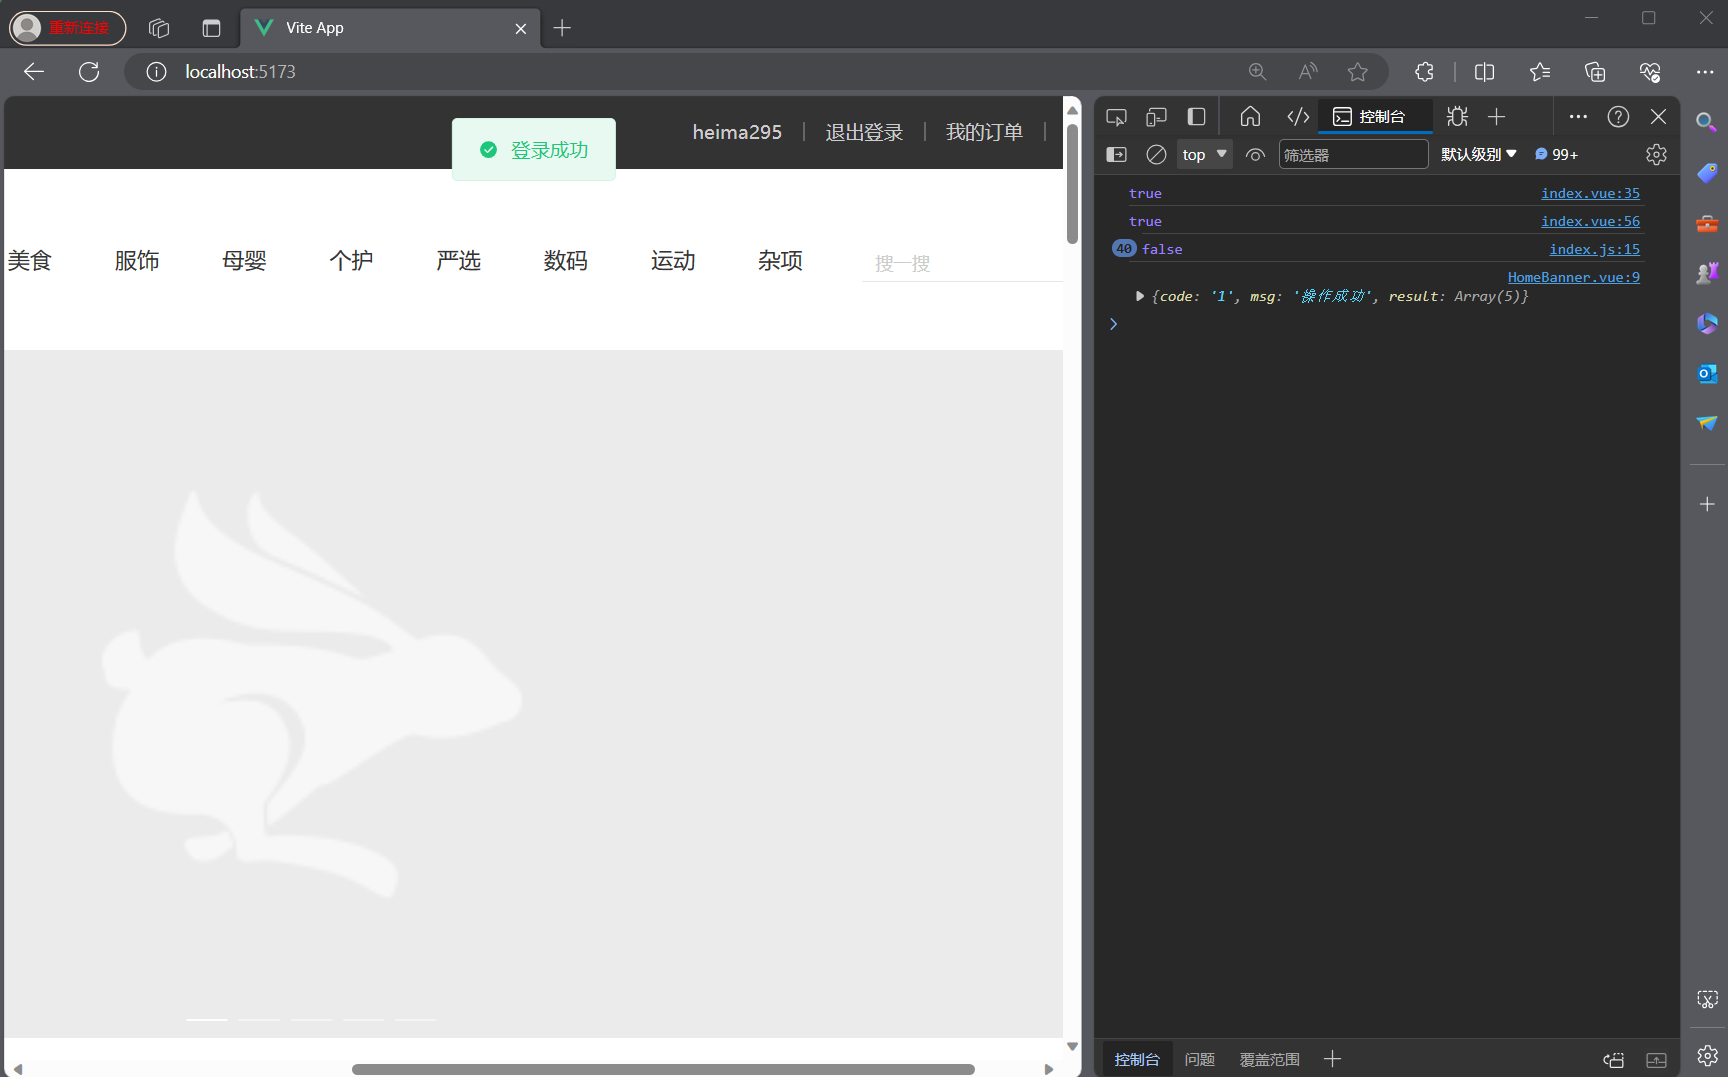 重新连接
Vite App
localhost:5173
heima295
退出登录
我的订单
登录成功
美食
服饰
母婴
个护
严选
数码
运动
杂项
搜一搜
控制台
top
筛选器
默认级别
99+
true index.vue:35
true index.vue:56
40 false index.js:15
HomeBanner.vue:9
{code: '1', msg: '操作成功', result: Array(5)}
控制台
问题
覆盖范围